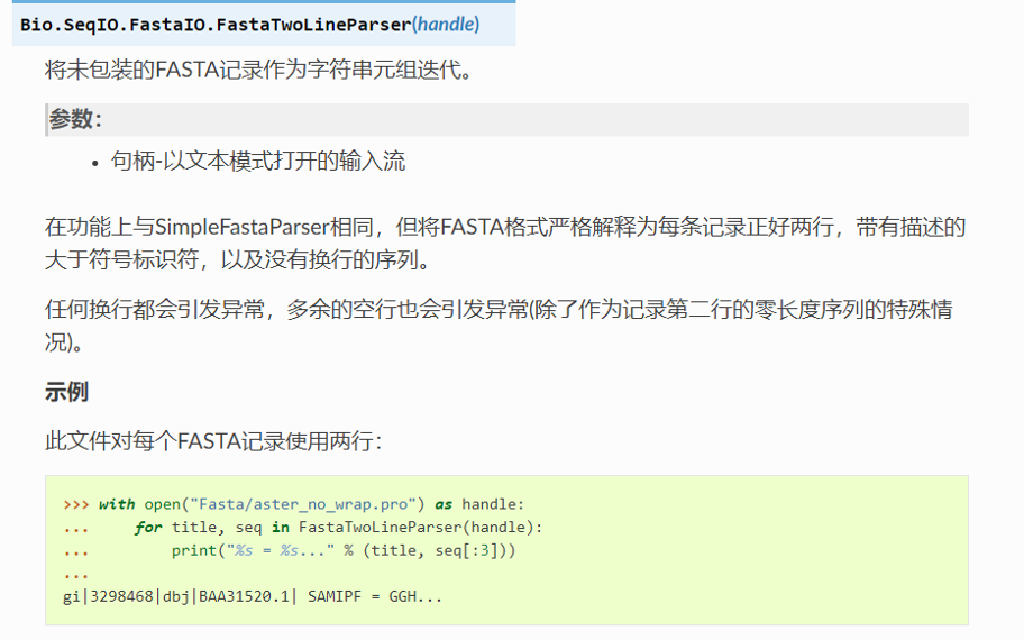 Bio.SeqIO.FastaIO.FastaTwoLineParser(handle)
将未包装的FASTA记录作为字符串元组迭代。
参数：
• 句柄-以文本模式打开的输入流
在功能上与SimpleFastaParser相同，但将FASTA格式严格解释为每条记录正好两行，带有描述的
大于符号标识符，以及没有换行的序列。
任何换行都会引发异常，多余的空行也会引发异常(除了作为记录第二行的零长度序列的特殊情
况)。
示例
此文件对每个FASTA记录使用两行：
>>> with open("Fasta/aster_no_wrap.pro") as handle:
...     for title, seq in FastaTwoLineParser(handle):
...         print("%s = %s..." % (title, seq[:3]))
...
gi|3298468|dbj|BAA31520.1| SAMIPF = GGH...